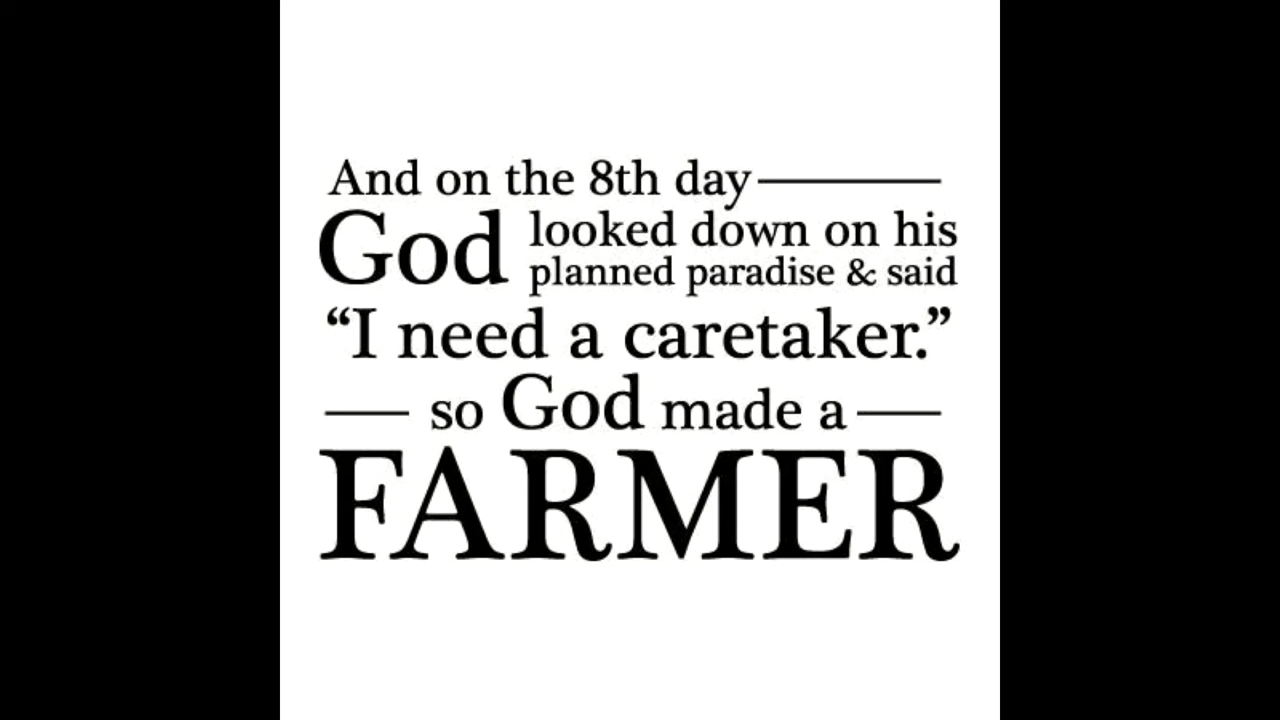 And on the 8th day
God looked down on his
planned paradise & said
“I need a caretaker.”
so God made a
FARMER